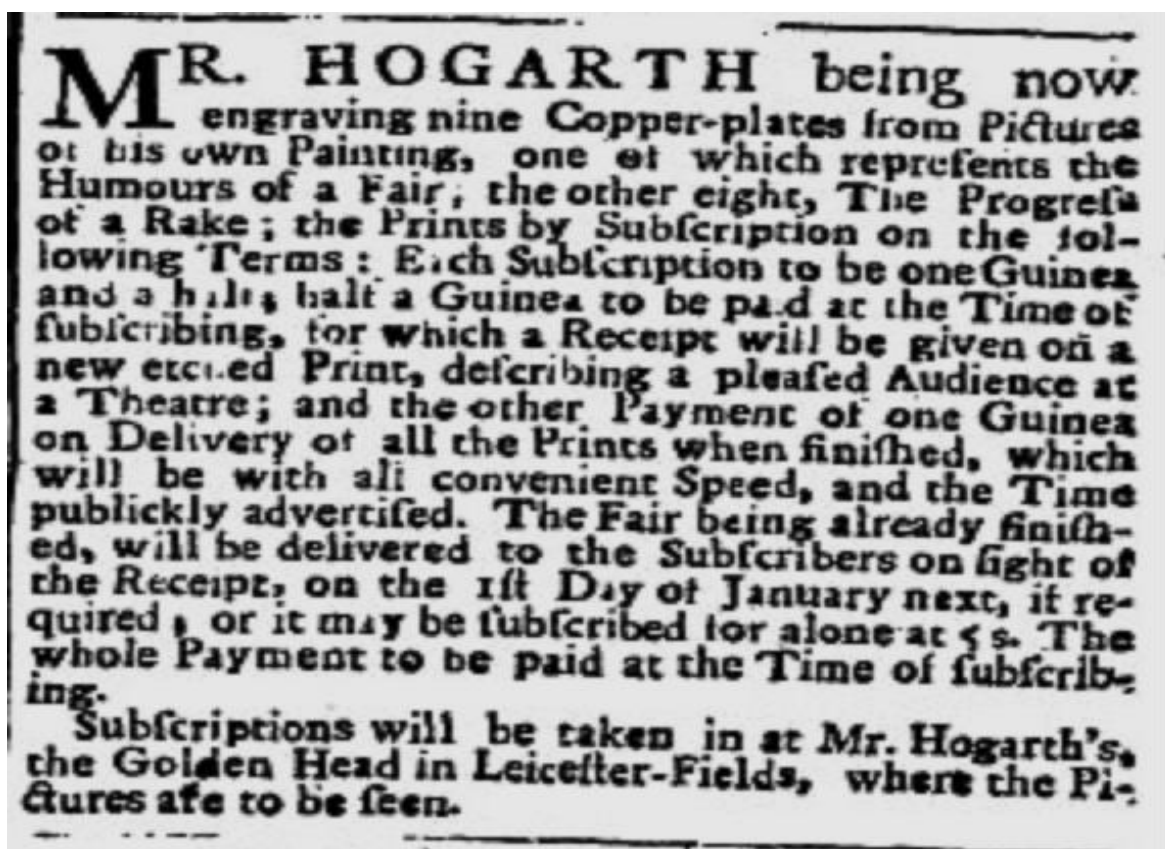 MR. HOGARTH being now
engraving nine Copper-plates from Pictures
of his own Painting, one of which repreſents the
Humours of a Fair, the other eight, The Progreſs
of a Rake; the Prints by Subſcription on the fol-
lowing Terms: Each Subſcription to be one Guinea
and a half, half a Guinea to be paid at the Time of
ſubſcribing, for which a Receipt will be given on a
new etched Print, deſcribing a pleaſed Audience at
a Theatre; and the other Payment of one Guinea
on Delivery of all the Prints when finiſhed, which
will be with all convenient Speed, and the Time
publickly advertiſed. The Fair being already finiſh-
ed, will be delivered to the Subſcribers on ſight of
the Receipt, on the 1ſt Day of January next, if re-
quired, or it may be ſubſcribed for alone at 5 s. The
whole Payment to be paid at the Time of ſubſcrib-
ing.
Subſcriptions will be taken in at Mr. Hogarth's,
the Golden Head in Leiceſter-Fields, where the Pi-
ctures are to be ſeen.